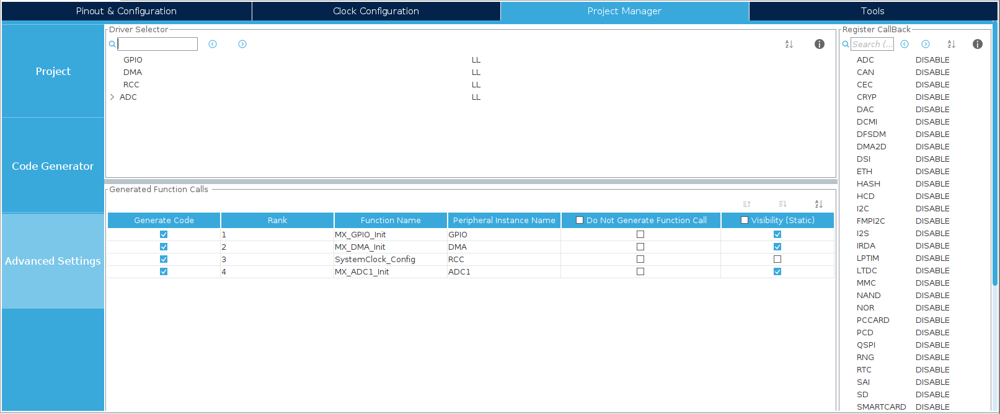 Pinout & Configuration
Clock Configuration
Project Manager
Tools
Project
Code Generator
Advanced Settings
Driver Selector
GPIO LL
DMA LL
RCC LL
ADC LL
Generated Function Calls
Generate Code Rank Function Name Peripheral Instance Name Do Not Generate Function Call Visibility (Static)
1 MX_GPIO_Init GPIO
2 MX_DMA_Init DMA
3 SystemClock_Config RCC
4 MX_ADC1_Init ADC1
Register CallBack
Search (...
ADC DISABLE
CAN DISABLE
CEC DISABLE
CRYP DISABLE
DAC DISABLE
DCMI DISABLE
DFSDM DISABLE
DMA2D DISABLE
DSI DISABLE
ETH DISABLE
HASH DISABLE
HCD DISABLE
I2C DISABLE
FMPI2C DISABLE
I2S DISABLE
IRDA DISABLE
LPTIM DISABLE
LTDC DISABLE
MMC DISABLE
NAND DISABLE
NOR DISABLE
PCCARD DISABLE
PCD DISABLE
QSPI DISABLE
RNG DISABLE
RTC DISABLE
SAI DISABLE
SD DISABLE
SMARTCARD DISABLE